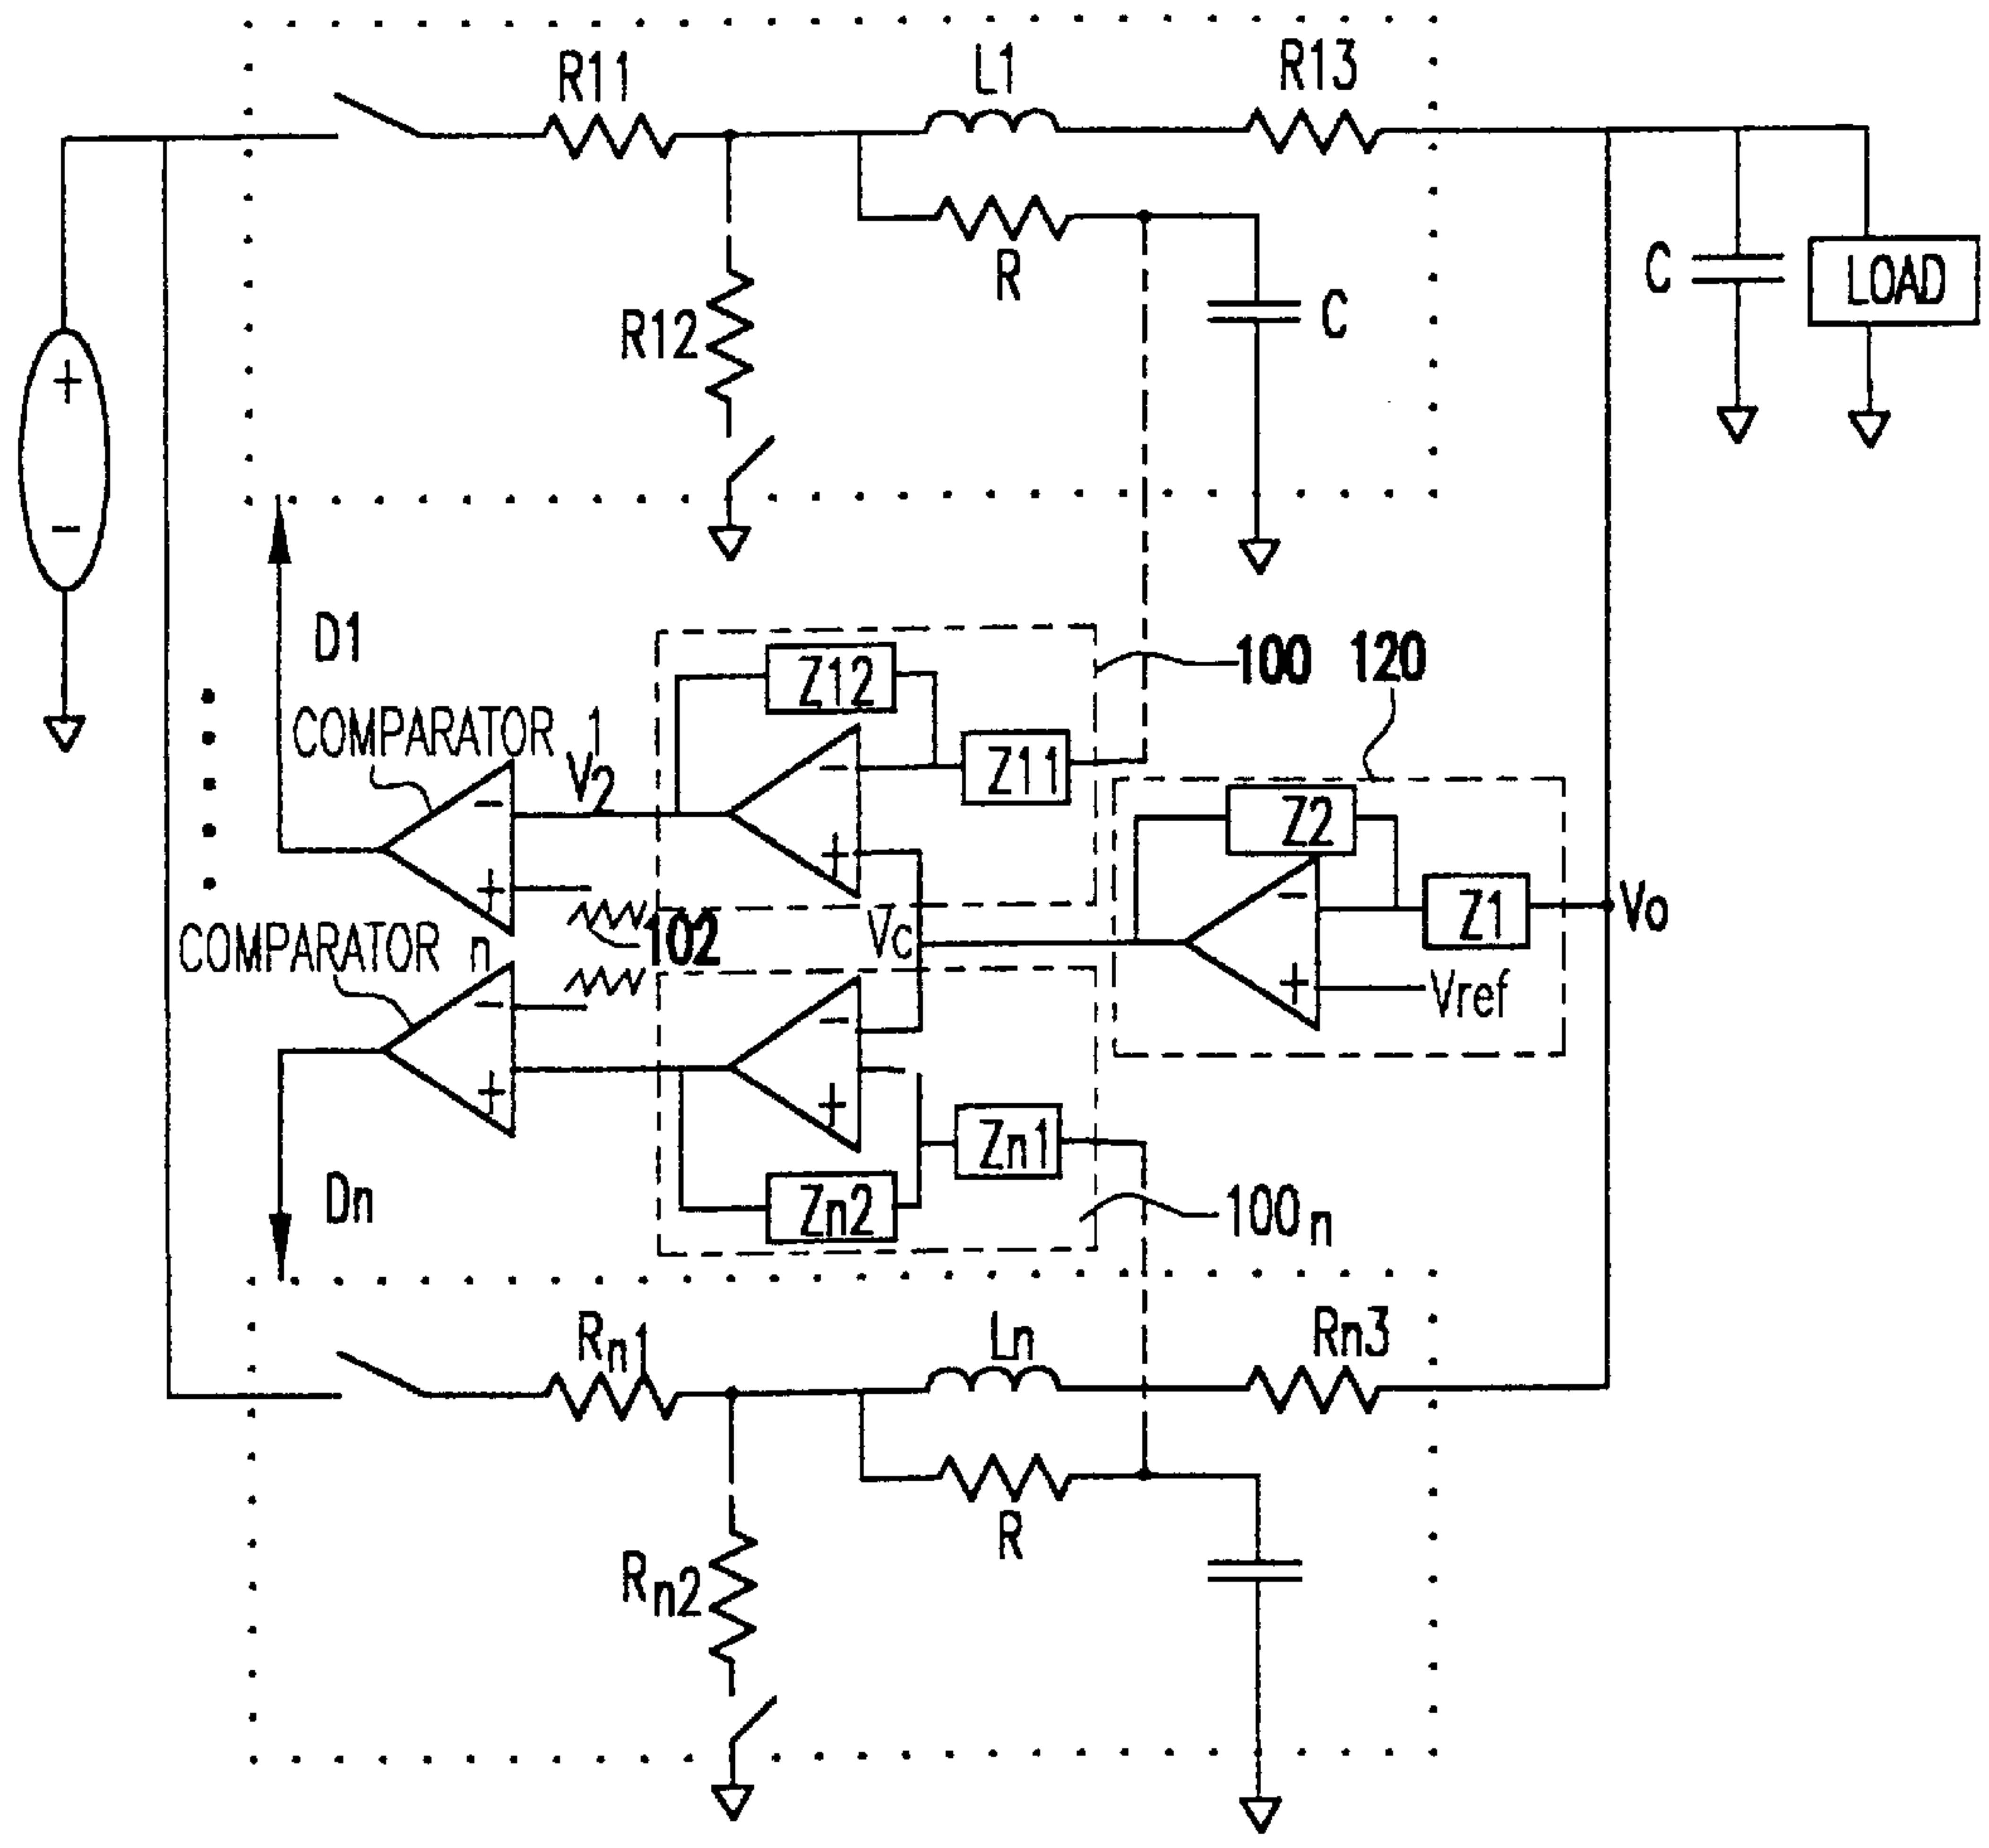 R11
L1
R13
R
R12
C
C
LOAD
+
−
D1
COMPARATOR 1
V2
−
+
Z12
Z11
−
+
100
120
Z2
Z1
−
+
Vo
Vref
Vc
102
COMPARATOR n
−
+
−
+
Zn1
Zn2
100n
Dn
Rn1
Ln
Rn3
R
Rn2